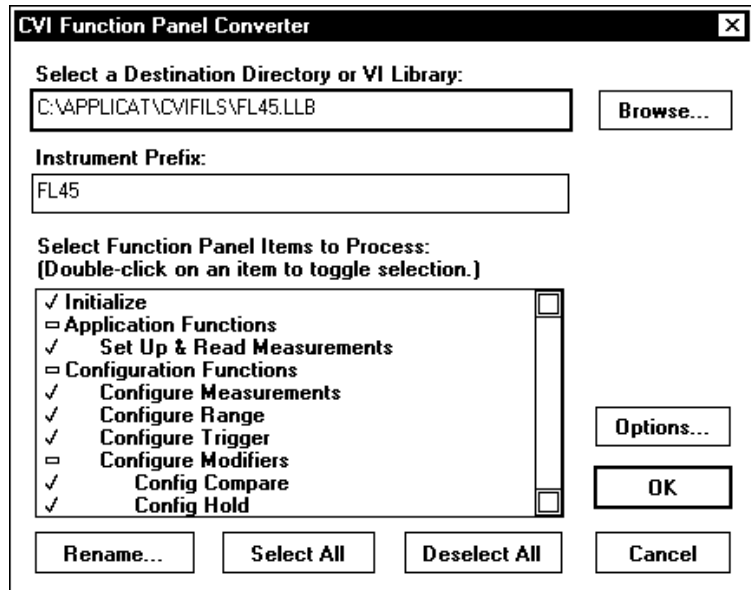 CVI Function Panel Converter
Select a Destination Directory or VI Library:
C:\APPLICAT\CVIFILS\FL45.LLB
Browse...
Instrument Prefix:
FL45
Select Function Panel Items to Process:
(Double-click on an item to toggle selection.)
Initialize
Application Functions
Set Up & Read Measurements
Configuration Functions
Configure Measurements
Configure Range
Configure Trigger
Configure Modifiers
Config Compare
Config Hold
Options...
OK
Rename...
Select All
Deselect All
Cancel